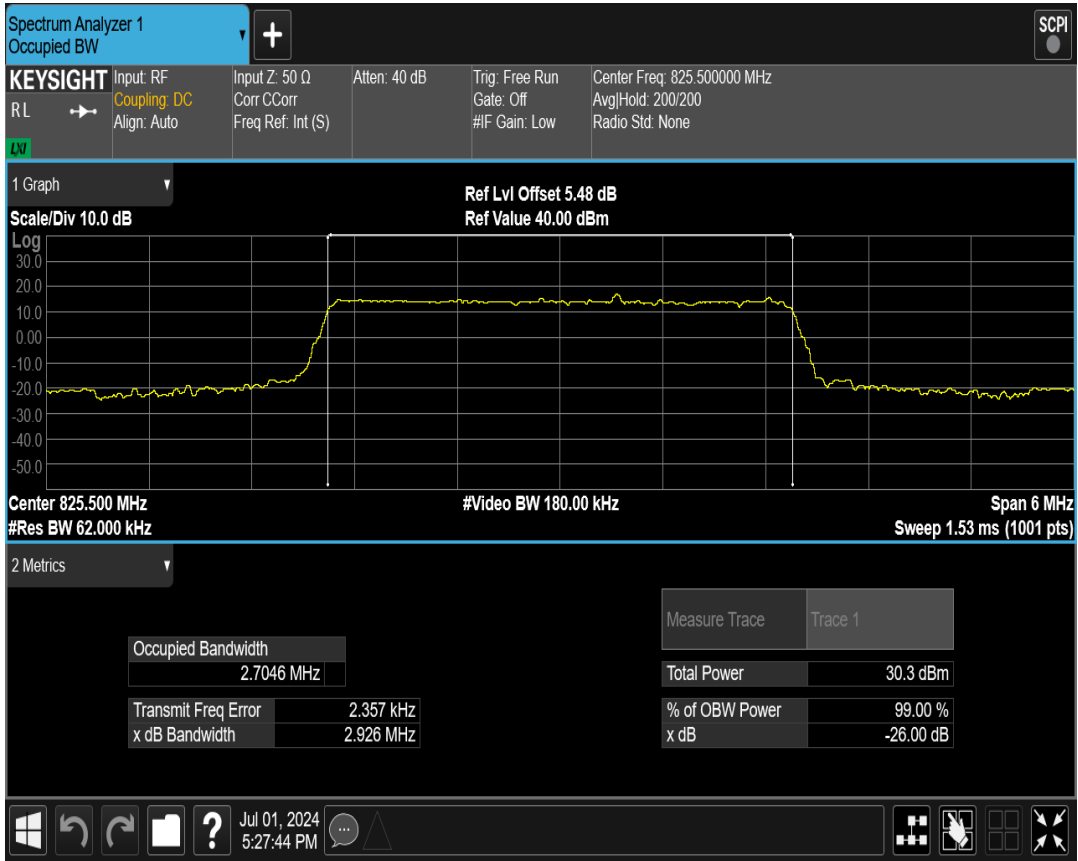 Spectrum Analyzer 1
Occupied BW
SCPI
KEYSIGHT
R L
LXI
Input: RF
Coupling: DC
Align: Auto
Input Z: 50 Ω
Corr CCorr
Freq Ref: Int (S)
Atten: 40 dB
Trig: Free Run
Gate: Off
#IF Gain: Low
Center Freq: 825.500000 MHz
Avg|Hold: 200/200
Radio Std: None
1 Graph
Scale/Div 10.0 dB
Ref Lvl Offset 5.48 dB
Ref Value 40.00 dBm
Log
30.0
20.0
10.0
0.00
-10.0
-20.0
-30.0
-40.0
-50.0
Center 825.500 MHz
#Video BW 180.00 kHz
Span 6 MHz
#Res BW 62.000 kHz
Sweep 1.53 ms (1001 pts)
2 Metrics
Measure Trace
Trace 1
Occupied Bandwidth
2.7046 MHz
Total Power
30.3 dBm
Transmit Freq Error
2.357 kHz
% of OBW Power
99.00 %
x dB Bandwidth
2.926 MHz
x dB
-26.00 dB
?
Jul 01, 2024
5:27:44 PM